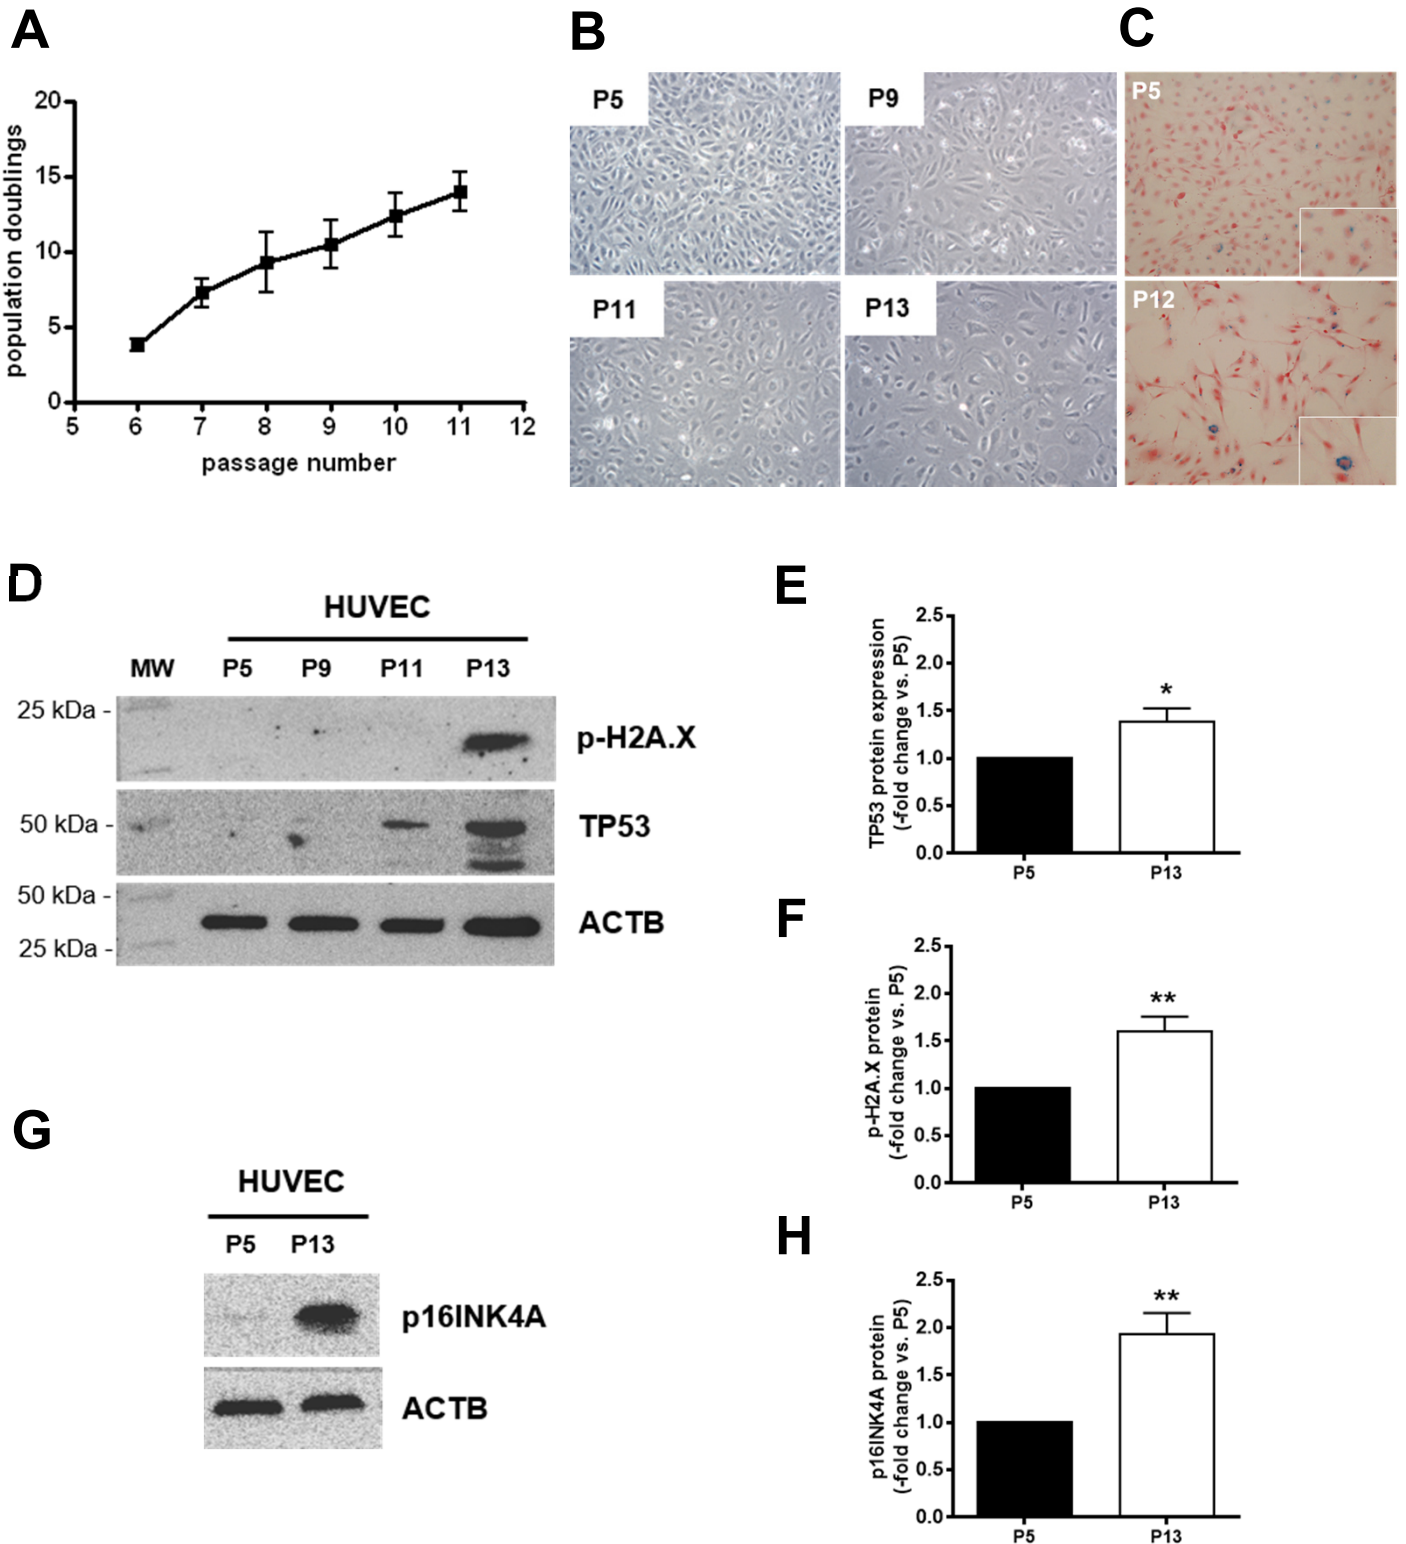 A
20
15
10
5
0
population doublings
5 6 7 8 9 10 11 12
passage number
B
P5
P9
P11
P13
C
P5
P12
D
HUVEC
MW P5 P9 P11 P13
25 kDa -
p-H2A.X
50 kDa -
TP53
50 kDa -
ACTB
25 kDa -
E
TP53 protein expression
(-fold change vs. P5)
2.5
2.0
1.5
1.0
0.5
0.0
*
P5 P13
F
p-H2A.X protein
(-fold change vs. P5)
2.5
2.0
1.5
1.0
0.5
0.0
**
P5 P13
G
HUVEC
P5 P13
p16INK4A
ACTB
H
p16INK4A protein
(-fold change vs. P5)
2.5
2.0
1.5
1.0
0.5
0.0
**
P5 P13